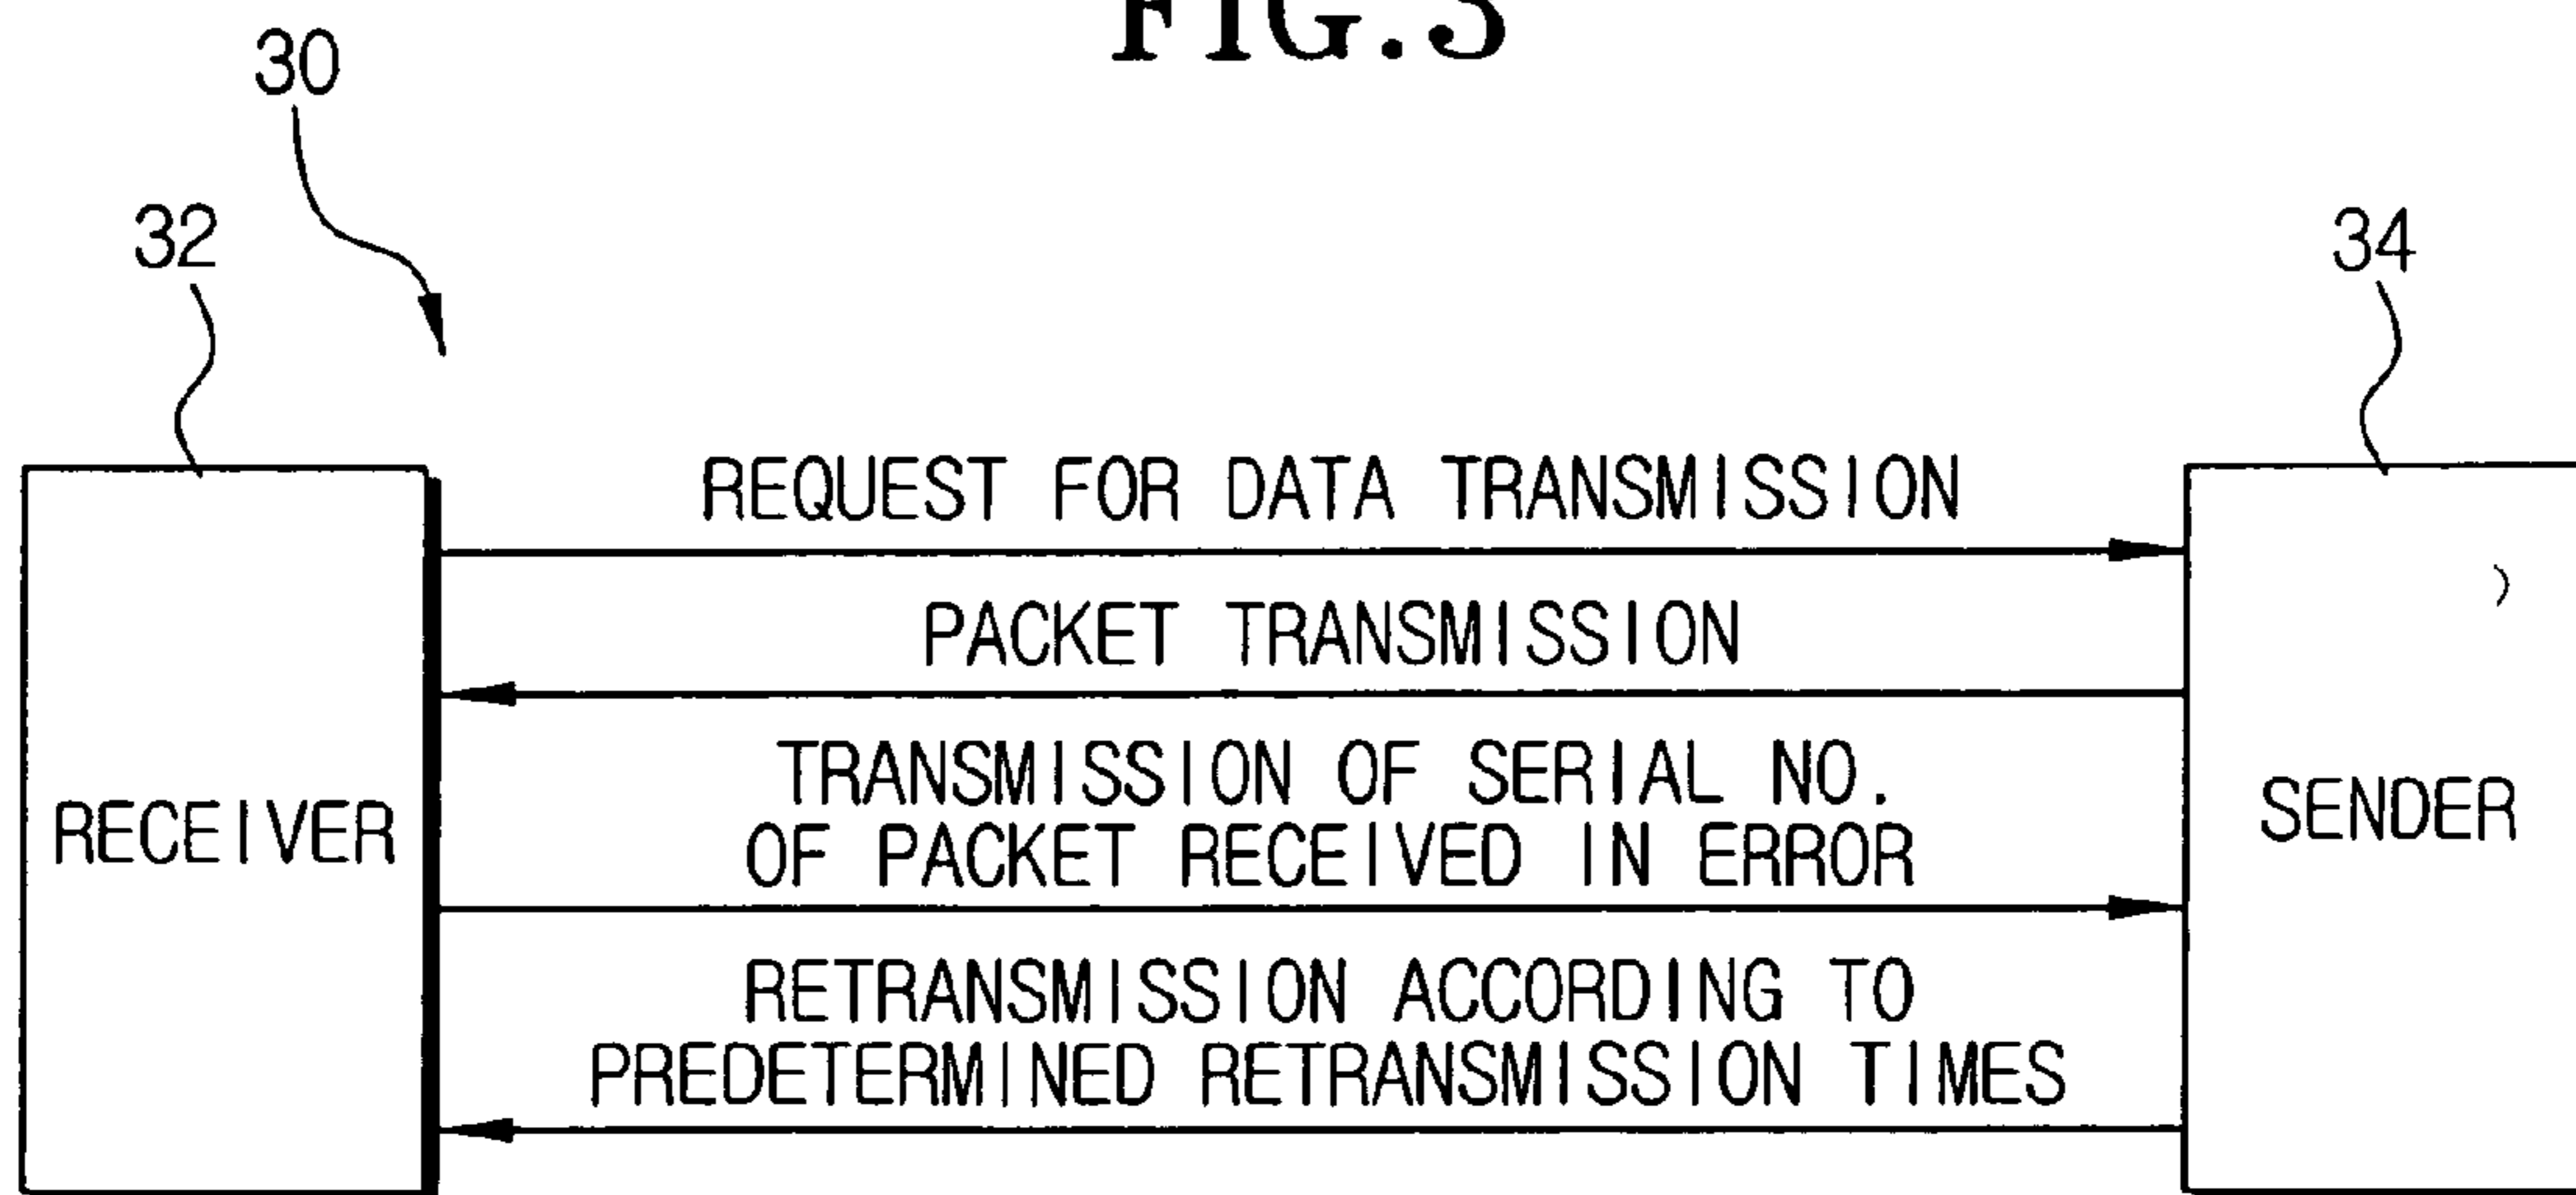 FIG.3
30
32
34
REQUEST FOR DATA TRANSMISSION
PACKET TRANSMISSION
TRANSMISSION OF SERIAL NO.
OF PACKET RECEIVED IN ERROR
RETRANSMISSION ACCORDING TO
PREDETERMINED RETRANSMISSION TIMES
RECEIVER
SENDER